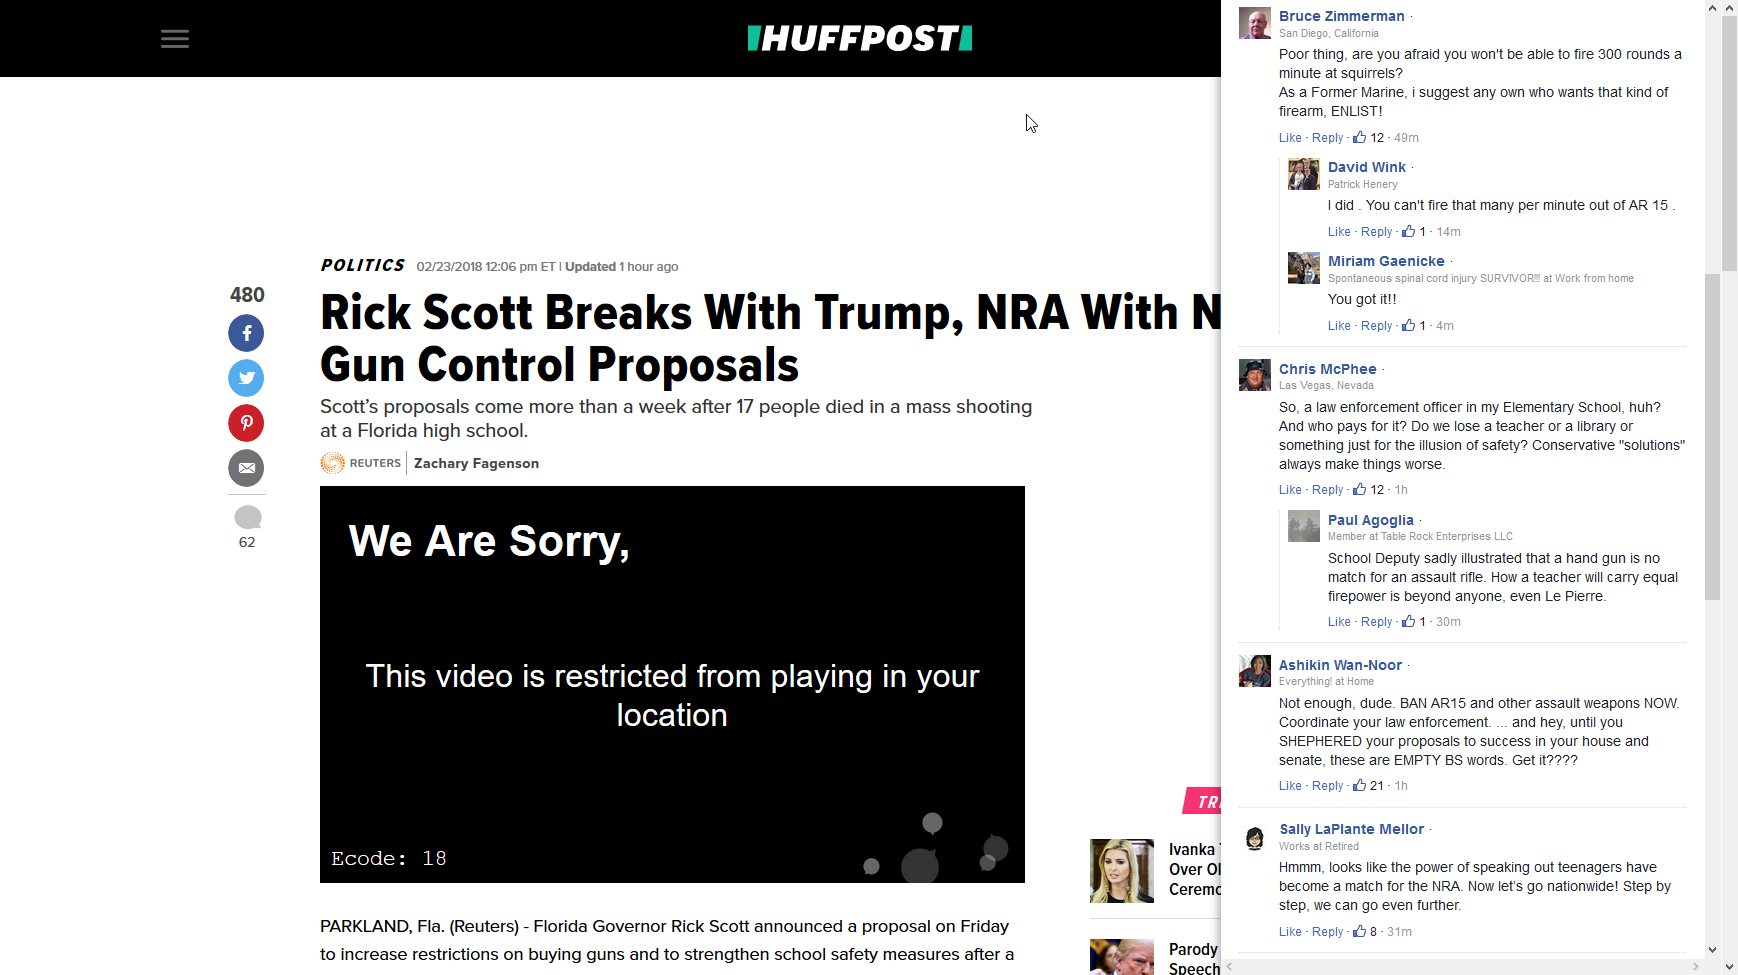 HUFFPOST
POLITICS 02/23/2018 12:06 pm ET | Updated 1 hour ago
Rick Scott Breaks With Trump, NRA With N
Gun Control Proposals
Scott’s proposals come more than a week after 17 people died in a mass shooting
at a Florida high school.
REUTERS | Zachary Fagenson
480
62
We Are Sorry,
This video is restricted from playing in your
location
Ecode: 18
PARKLAND, Fla. (Reuters) - Florida Governor Rick Scott announced a proposal on Friday
to increase restrictions on buying guns and to strengthen school safety measures after a
TRE
Ivanka
Over Ol
Ceremo
Parody
Speech
Bruce Zimmerman ·
San Diego, California
Poor thing, are you afraid you won't be able to fire 300 rounds a
minute at squirrels?
As a Former Marine, i suggest any own who wants that kind of
firearm, ENLIST!
Like · Reply · 12 · 49m
David Wink ·
Patrick Henery
I did . You can't fire that many per minute out of AR 15 .
Like · Reply · 1 · 14m
Miriam Gaenicke ·
Spontaneous spinal cord injury SURVIVOR!!! at Work from home
You got it!!
Like · Reply · 1 · 4m
Chris McPhee ·
Las Vegas, Nevada
So, a law enforcement officer in my Elementary School, huh?
And who pays for it? Do we lose a teacher or a library or
something just for the illusion of safety? Conservative "solutions"
always make things worse.
Like · Reply · 12 · 1h
Paul Agoglia ·
Member at Table Rock Enterprises LLC
School Deputy sadly illustrated that a hand gun is no
match for an assault rifle. How a teacher will carry equal
firepower is beyond anyone, even Le Pierre.
Like · Reply · 1 · 30m
Ashikin Wan-Noor ·
Everything! at Home
Not enough, dude. BAN AR15 and other assault weapons NOW.
Coordinate your law enforcement. ... and hey, until you
SHEPHERED your proposals to success in your house and
senate, these are EMPTY BS words. Get it????
Like · Reply · 21 · 1h
Sally LaPlante Mellor ·
Works at Retired
Hmmm, looks like the power of speaking out teenagers have
become a match for the NRA. Now let’s go nationwide! Step by
step, we can go even further.
Like · Reply · 8 · 31m